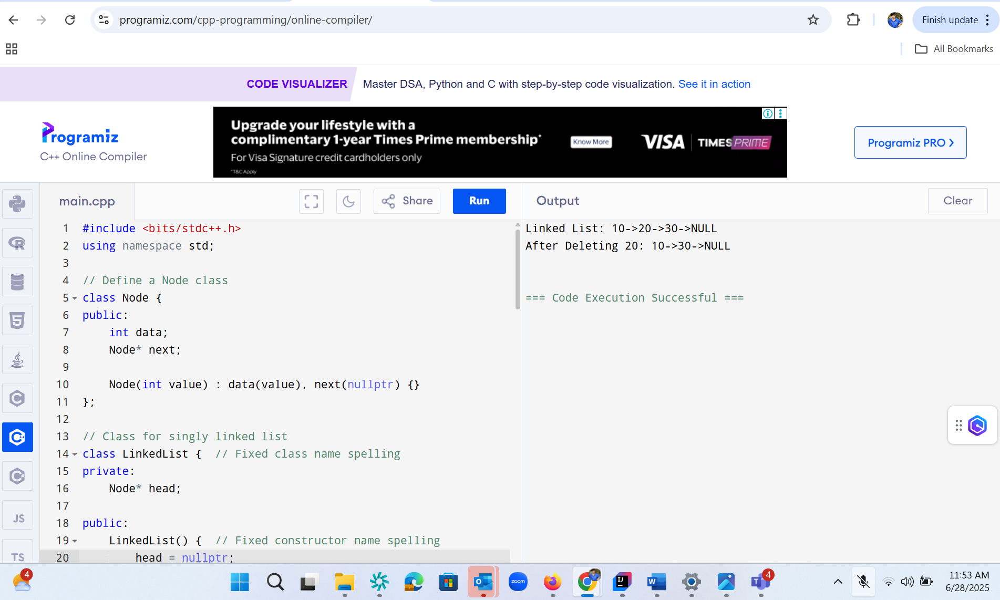 programiz.com/cpp-programming/online-compiler/
Finish update
All Bookmarks
CODE VISUALIZER
Master DSA, Python and C with step-by-step code visualization. See it in action
Programiz
C++ Online Compiler
Upgrade your lifestyle with a
complimentary 1-year Times Prime membership*
For Visa Signature credit cardholders only
*T&C Apply
Know More
VISA
TIMES PRIME
Programiz PRO
main.cpp
Share
Run
Output
Clear
1 #include <bits/stdc++.h>
2 using namespace std;
3
4 // Define a Node class
5 class Node {
6 public:
7     int data;
8     Node* next;
9
10     Node(int value) : data(value), next(nullptr) {}
11 };
12
13 // Class for singly linked list
14 class LinkedList {  // Fixed class name spelling
15 private:
16     Node* head;
17
18 public:
19     LinkedList() {  // Fixed constructor name spelling
20         head = nullptr;
Linked List: 10->20->30->NULL
After Deleting 20: 10->30->NULL
=== Code Execution Successful ===
JS
TS
4
zoom
4
11:53 AM
6/28/2025